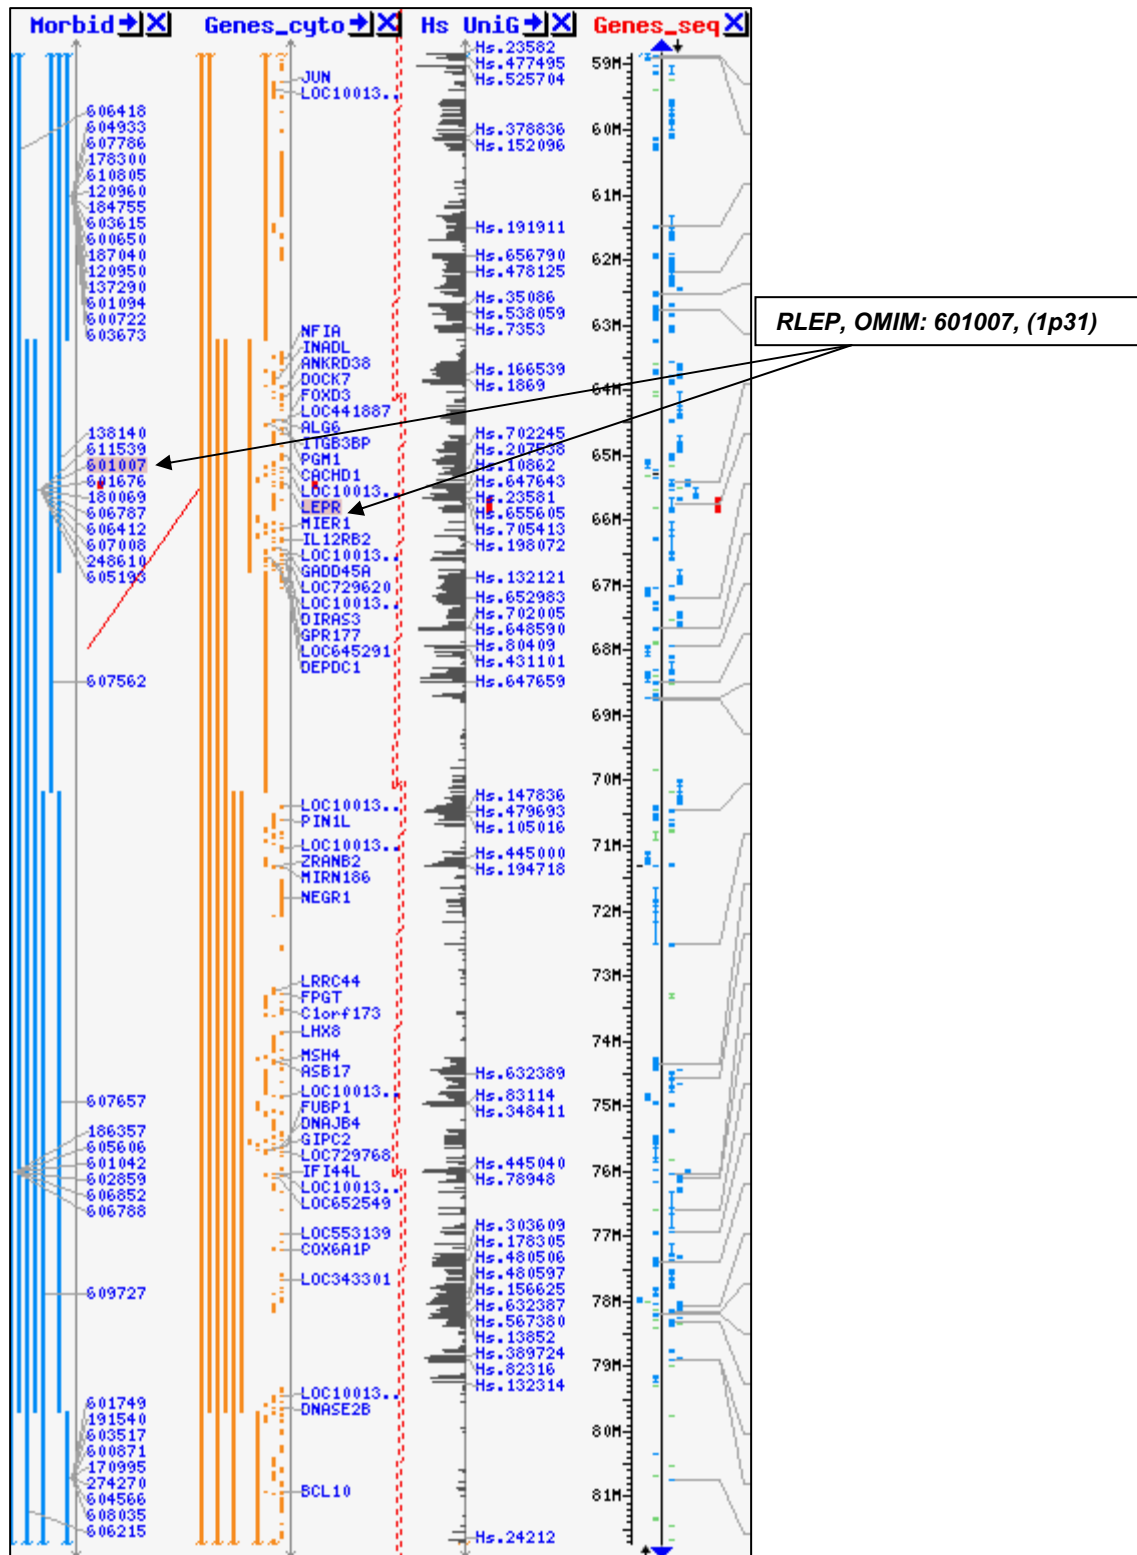 Morbid
Genes_cyto
Hs UniG
Genes_seq
606418
604933
607786
178300
610805
120960
184755
603615
600650
187040
120950
137290
601094
600722
603673
138140
611539
601007
601676
180069
606787
606412
607008
248610
605193
607562
607657
186357
605606
601042
602859
606852
606788
609727
601749
191540
603517
600871
170995
274270
604566
608035
606215
JUN
LOC10013..
NFIA
INADL
ANKRD38
DOCK7
FOXD3
LOC441887
ALG6
ITGB3BP
PGM1
CACHD1
LOC10013..
LEPR
MIER1
IL12RB2
LOC10013..
GADD45A
LOC729620
LOC10013..
DIRAS3
GPR177
LOC645291
DEPDC1
LOC10013..
PIN1L
LOC10013..
ZRANB2
MIRN186
NEGR1
LRRC44
FPGT
C1orf173
LHX8
MSH4
ASB17
LOC10013..
FUBP1
DNAJB4
GIPC2
LOC729768
IFI44L
LOC10013..
LOC652549
LOC553139
COX6A1P
LOC343301
LOC10013..
DNASE2B
BCL10
Hs.23582
Hs.477495
Hs.525704
Hs.378836
Hs.152096
Hs.191911
Hs.656790
Hs.478125
Hs.35086
Hs.538059
Hs.7353
Hs.166539
Hs.1869
Hs.702245
Hs.207538
Hs.10862
Hs.647643
Hs.23581
Hs.655605
Hs.705413
Hs.198072
Hs.132121
Hs.652983
Hs.702005
Hs.648590
Hs.80409
Hs.431101
Hs.647659
Hs.147836
Hs.479693
Hs.105016
Hs.445000
Hs.194718
Hs.632389
Hs.83114
Hs.348411
Hs.445040
Hs.78948
Hs.303609
Hs.178305
Hs.480506
Hs.480597
Hs.156625
Hs.632387
Hs.567380
Hs.13852
Hs.389724
Hs.82316
Hs.132314
Hs.24212
59M
60M
61M
62M
63M
64M
65M
66M
67M
68M
69M
70M
71M
72M
73M
74M
75M
76M
77M
78M
79M
80M
81M
RLEP, OMIM: 601007, (1p31)